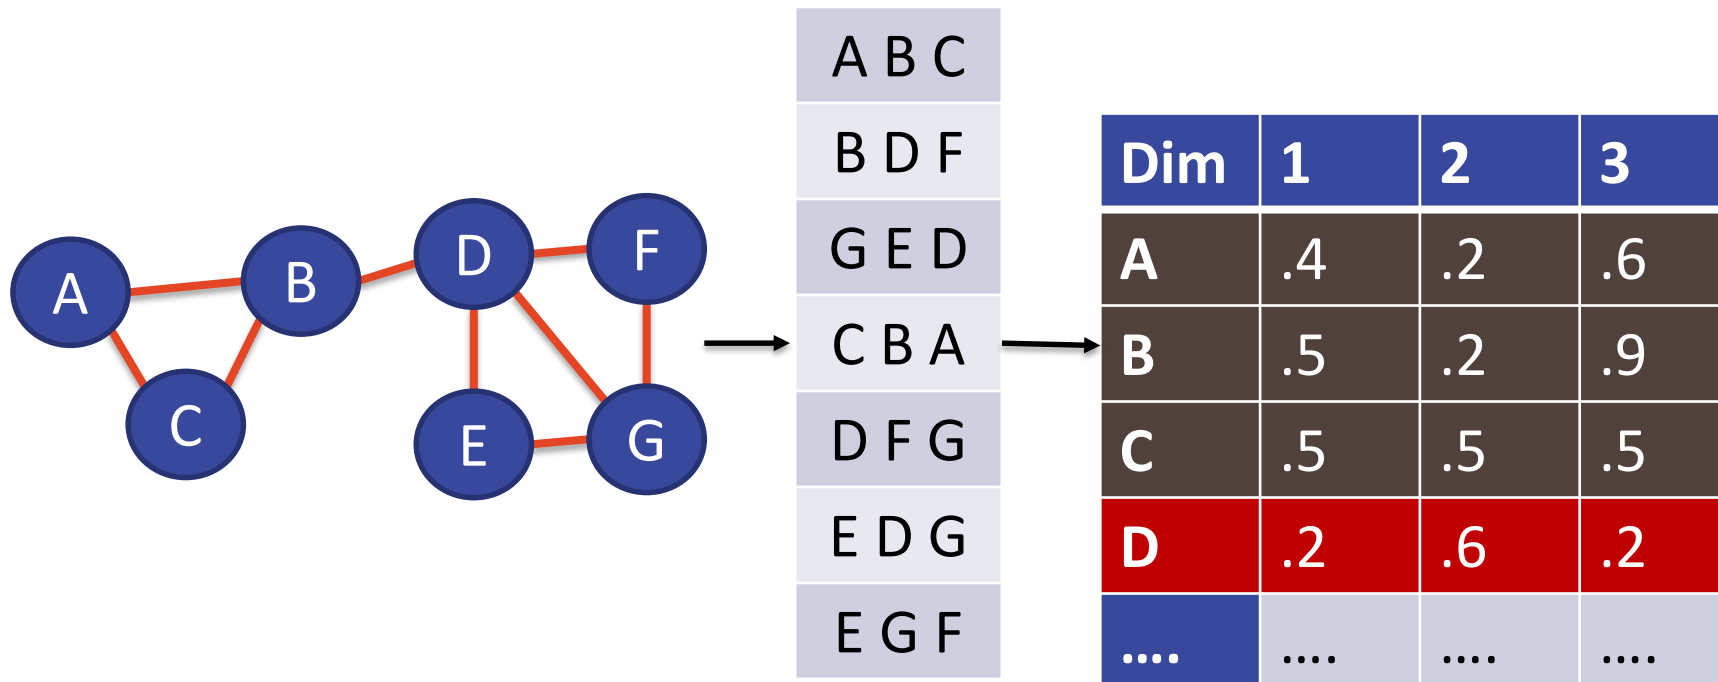 A
B
C
D
F
E
G
A B C
B D F
G E D
C B A
D F G
E D G
E G F
Dim 1 2 3
A .4 .2 .6
B .5 .2 .9
C .5 .5 .5
D .2 .6 .2
.... .... .... ....